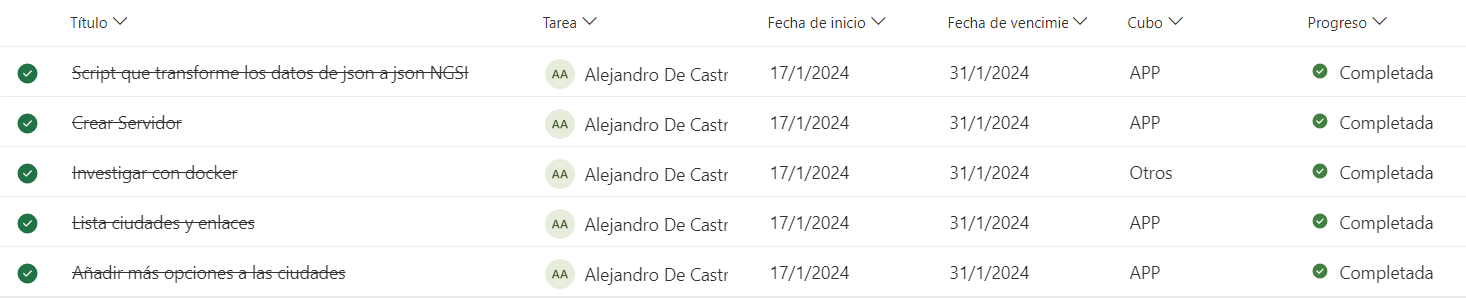 Título Tarea Fecha de inicio Fecha de vencimie Cubo Progreso
Script que transforme los datos de json a json NGSI AA Alejandro De Castr 17/1/2024 31/1/2024 APP Completada
Crear Servidor AA Alejandro De Castr 17/1/2024 31/1/2024 APP Completada
Investigar con docker AA Alejandro De Castr 17/1/2024 31/1/2024 Otros Completada
Lista ciudades y enlaces AA Alejandro De Castr 17/1/2024 31/1/2024 APP Completada
Añadir más opciones a las ciudades AA Alejandro De Castr 17/1/2024 31/1/2024 APP Completada